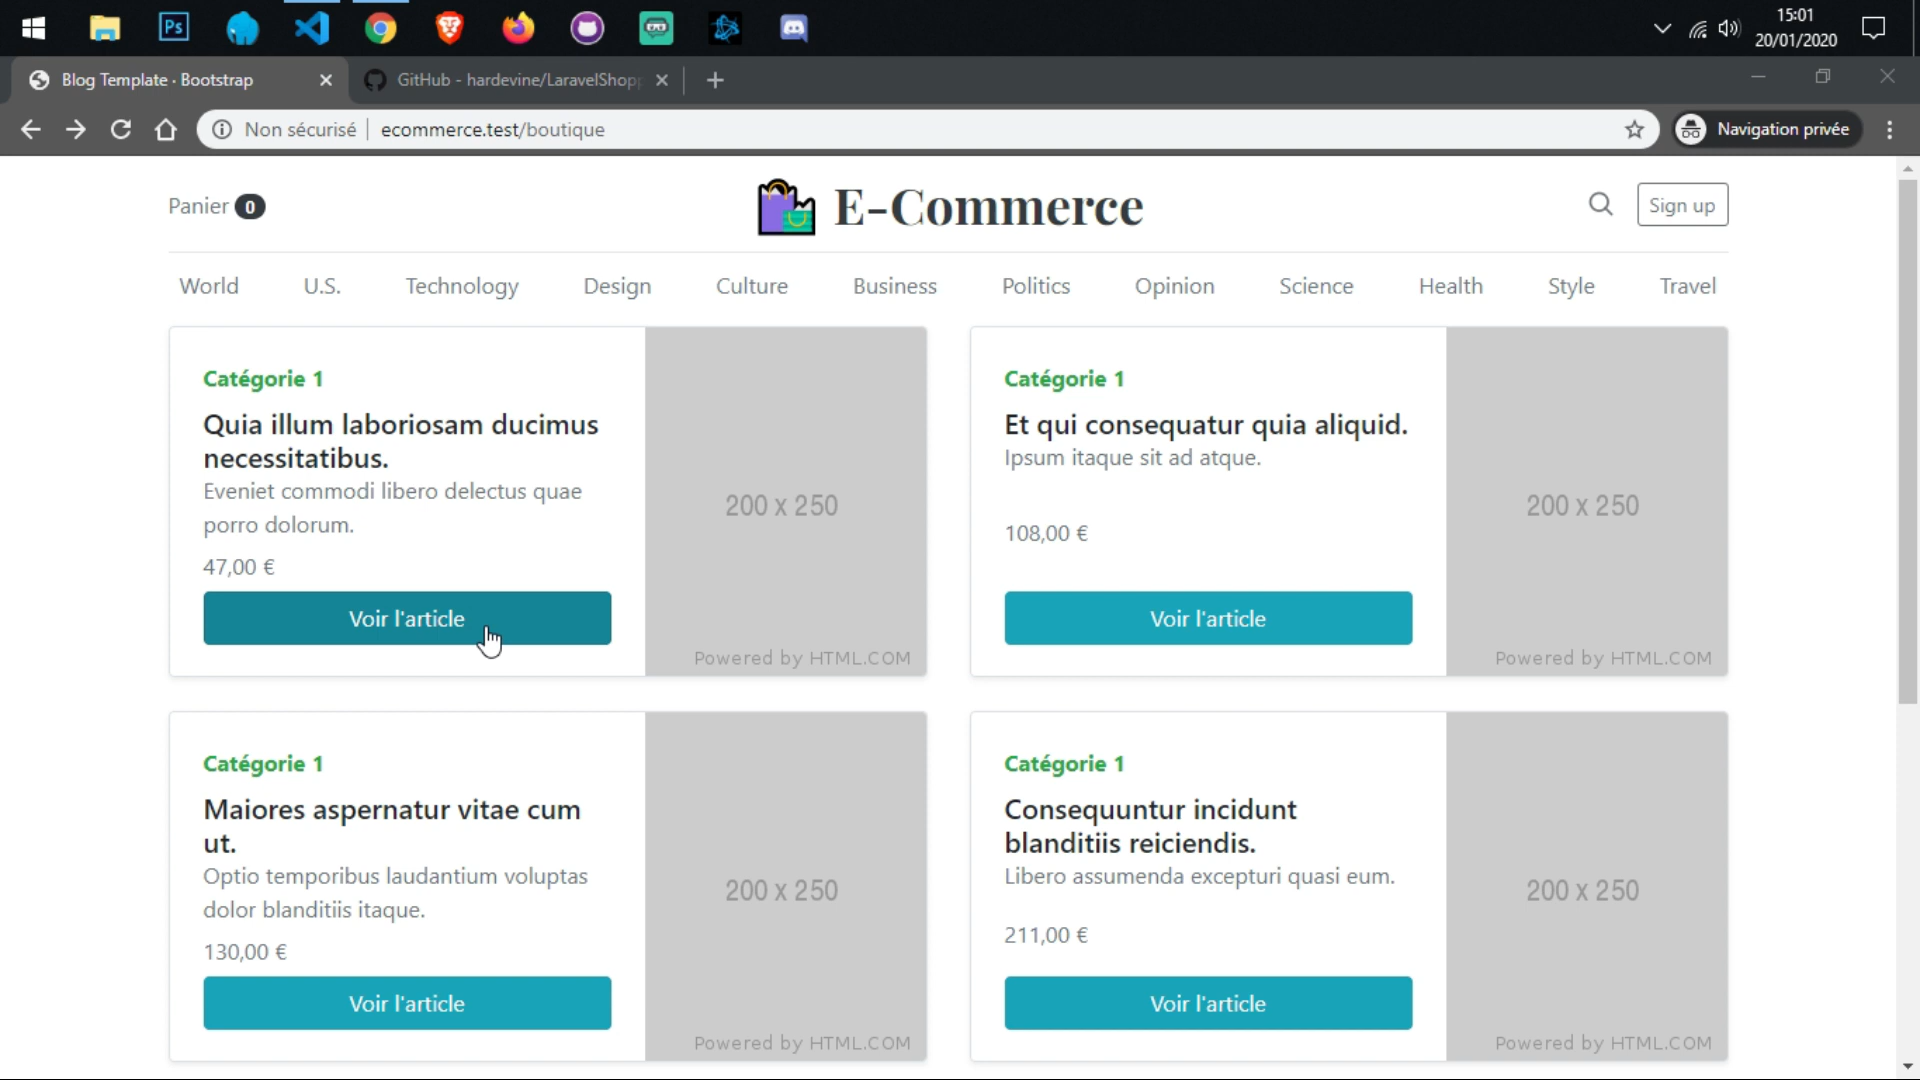 Ps
15:01
20/01/2020
Blog Template · Bootstrap
GitHub - hardevine/LaravelShop
Non sécurisé
ecommerce.test/boutique
Navigation privée
Panier 0
E-Commerce
Sign up
World U.S. Technology Design Culture Business Politics Opinion Science Health Style Travel
Catégorie 1
Quia illum laboriosam ducimus
necessitatibus.
Eveniet commodi libero delectus quae
porro dolorum.
47,00 €
Voir l'article
200 x 250
Powered by HTML.COM
Catégorie 1
Et qui consequatur quia aliquid.
Ipsum itaque sit ad atque.
108,00 €
Voir l'article
200 x 250
Powered by HTML.COM
Catégorie 1
Maiores aspernatur vitae cum
ut.
Optio temporibus laudantium voluptas
dolor blanditiis itaque.
130,00 €
Voir l'article
200 x 250
Powered by HTML.COM
Catégorie 1
Consequuntur incidunt
blanditiis reiciendis.
Libero assumenda excepturi quasi eum.
211,00 €
Voir l'article
200 x 250
Powered by HTML.COM